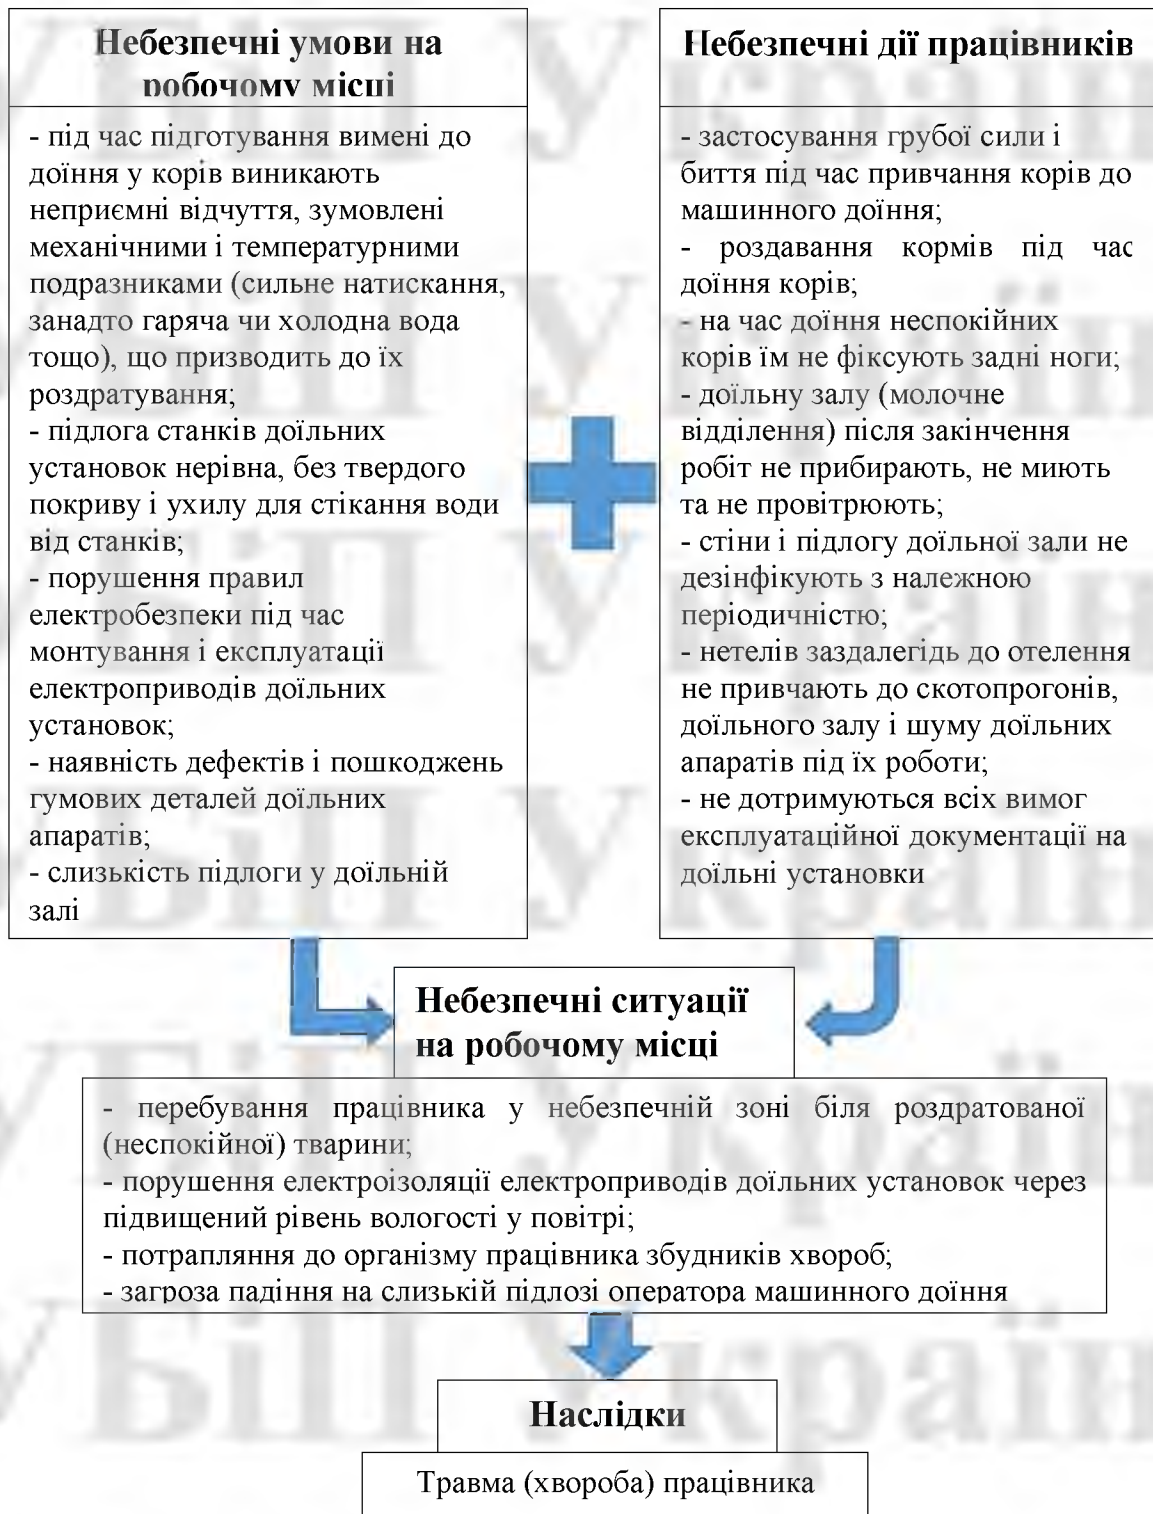 Небезпечні умови на
робочому місці
- під час підготування вимені до
доїння у корів виникають
неприємні відчуття, зумовлені
механічними і температурними
подразниками (сильне натискання,
занадто гаряча чи холодна вода
тощо), що призводить до їх
роздратування;
- підлога станків доїльних
установок нерівна, без твердого
покриву і ухилу для стікання води
від станків;
- порушення правил
електробезпеки під час
монтування і експлуатації
електроприводів доїльних
установок;
- наявність дефектів і пошкоджень
гумових деталей доїльних
апаратів;
- слизькість підлоги у доїльній
залі
Небезпечні дії працівників
- застосування грубої сили і
биття під час привчання корів до
машинного доїння;
- роздавання кормів під час
доїння корів;
- на час доїння неспокійних
корів їм не фіксують задні ноги;
- доїльну залу (молочне
відділення) після закінчення
робіт не прибирають, не миють
та не провітрюють;
- стіни і підлогу доїльної зали не
дезінфікують з належною
періодичністю;
- нетелів заздалегідь до отелення
не привчають до скотопрогонів,
доїльного залу і шуму доїльних
апаратів під їх роботи;
- не дотримуються всіх вимог
експлуатаційної документації на
доїльні установки
Небезпечні ситуації
на робочому місці
- перебування працівника у небезпечній зоні біля роздратованої
(неспокійної) тварини;
- порушення електроізоляції електроприводів доїльних установок через
підвищений рівень вологості у повітрі;
- потрапляння до організму працівника збудників хвороб;
- загроза падіння на слизькій підлозі оператора машинного доїння
Наслідки
Травма (хвороба) працівника